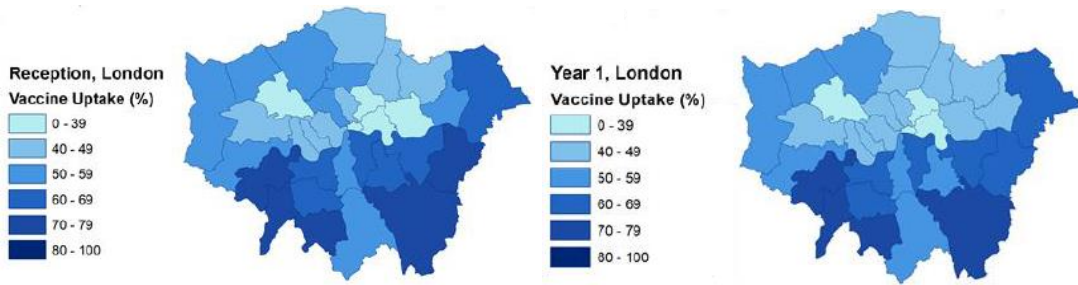 Reception, London
Vaccine Uptake (%)
0 - 39
40 - 49
50 - 59
60 - 69
70 - 79
80 - 100
Year 1, London
Vaccine Uptake (%)
0 - 39
40 - 49
50 - 59
60 - 69
70 - 79
80 - 100